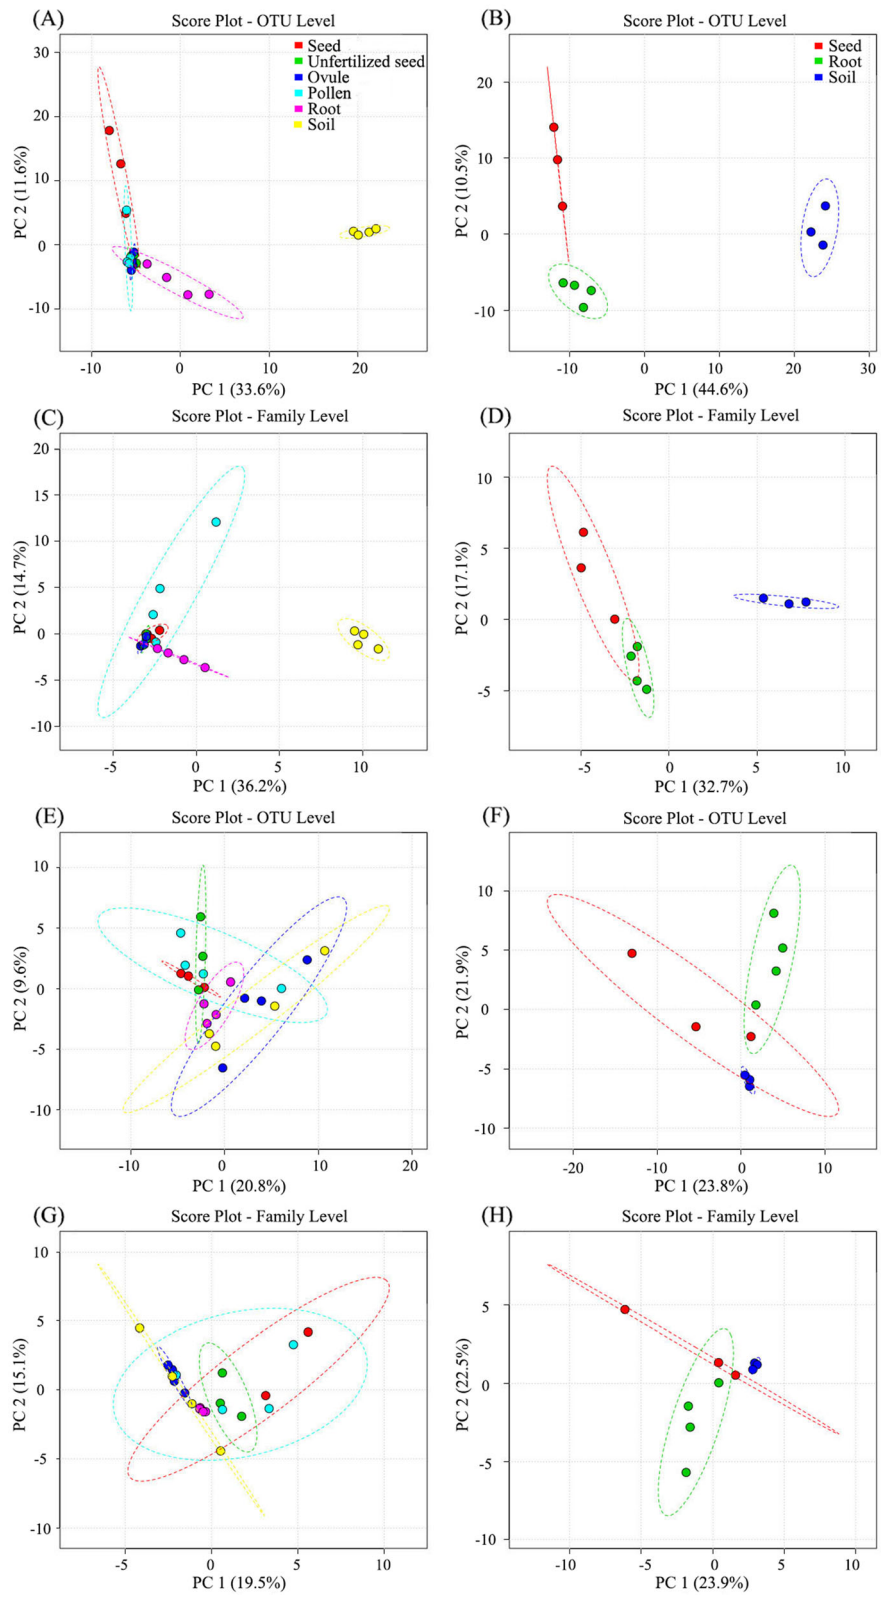 (A)
Score Plot - OTU Level
Seed
Unfertilized seed
Ovule
Pollen
Root
Soil
30
20
10
0
-10
PC 2 (11.6%)
-10
0
10
20
PC 1 (33.6%)
(B)
Score Plot - OTU Level
Seed
Root
Soil
20
10
0
-10
PC 2 (10.5%)
-10
0
10
20
30
PC 1 (44.6%)
(C)
Score Plot - Family Level
20
15
10
5
0
-5
-10
PC 2 (14.7%)
-5
0
5
10
PC 1 (36.2%)
(D)
Score Plot - Family Level
10
5
0
-5
PC 2 (17.1%)
-5
0
5
10
PC 1 (32.7%)
(E)
Score Plot - OTU Level
10
5
0
-5
-10
PC 2 (9.6%)
-10
0
10
20
PC 1 (20.8%)
(F)
Score Plot - OTU Level
10
5
0
-5
-10
PC 2 (21.9%)
-20
-10
0
10
PC 1 (23.8%)
(G)
Score Plot - Family Level
10
5
0
-5
-10
PC 2 (15.1%)
-5
0
5
10
PC 1 (19.5%)
(H)
Score Plot - Family Level
5
0
-5
-10
PC 2 (22.5%)
-10
-5
0
5
10
PC 1 (23.9%)